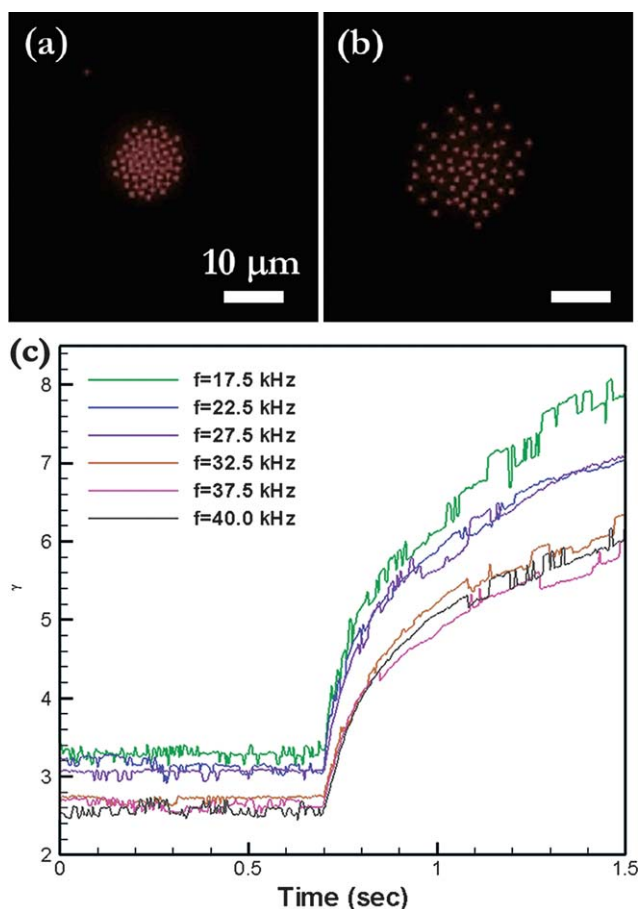 (a)
(b)
10 µm
(c)
8
7
6
5
4
3
2
γ
f=17.5 kHz
f=22.5 kHz
f=27.5 kHz
f=32.5 kHz
f=37.5 kHz
f=40.0 kHz
0
0.5
1
1.5
Time (sec)